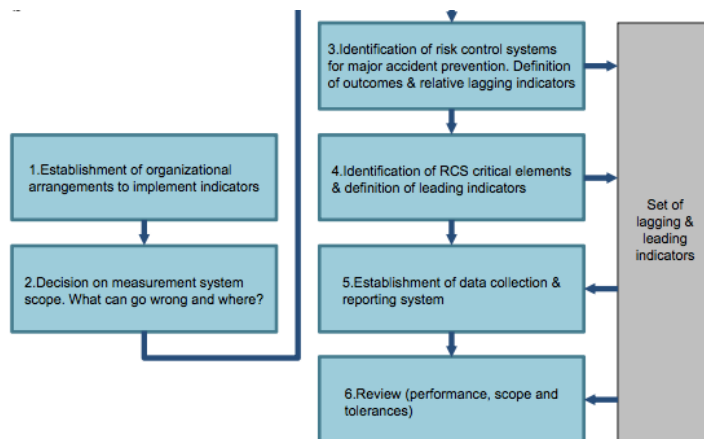 3.Identification of risk control systems
for major accident prevention. Definition
of outcomes & relative lagging indicators
1.Establishment of organizational
arrangements to implement indicators
4.Identification of RCS critical elements
& definition of leading indicators
Set of
lagging &
leading
indicators
2.Decision on measurement system
scope. What can go wrong and where?
5.Establishment of data collection &
reporting system
6.Review (performance, scope and
tolerances)